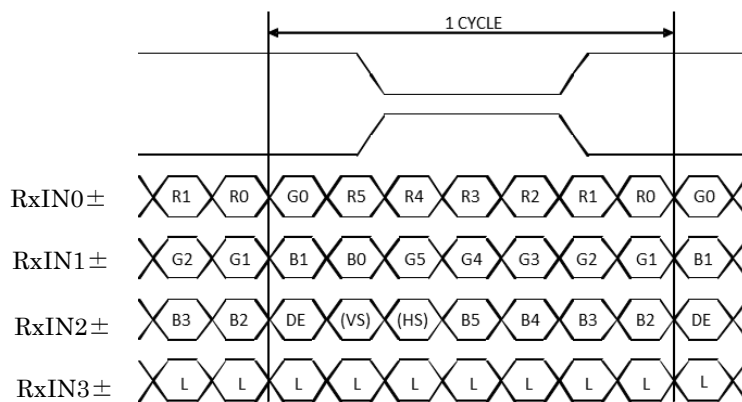 1 CYCLE
RxIN0± R1 R0 G0 R5 R4 R3 R2 R1 R0 G0
RxIN1± G2 G1 B1 B0 G5 G4 G3 G2 G1 B1
RxIN2± B3 B2 DE (VS) (HS) B5 B4 B3 B2 DE
RxIN3± L L L L L L L L L L